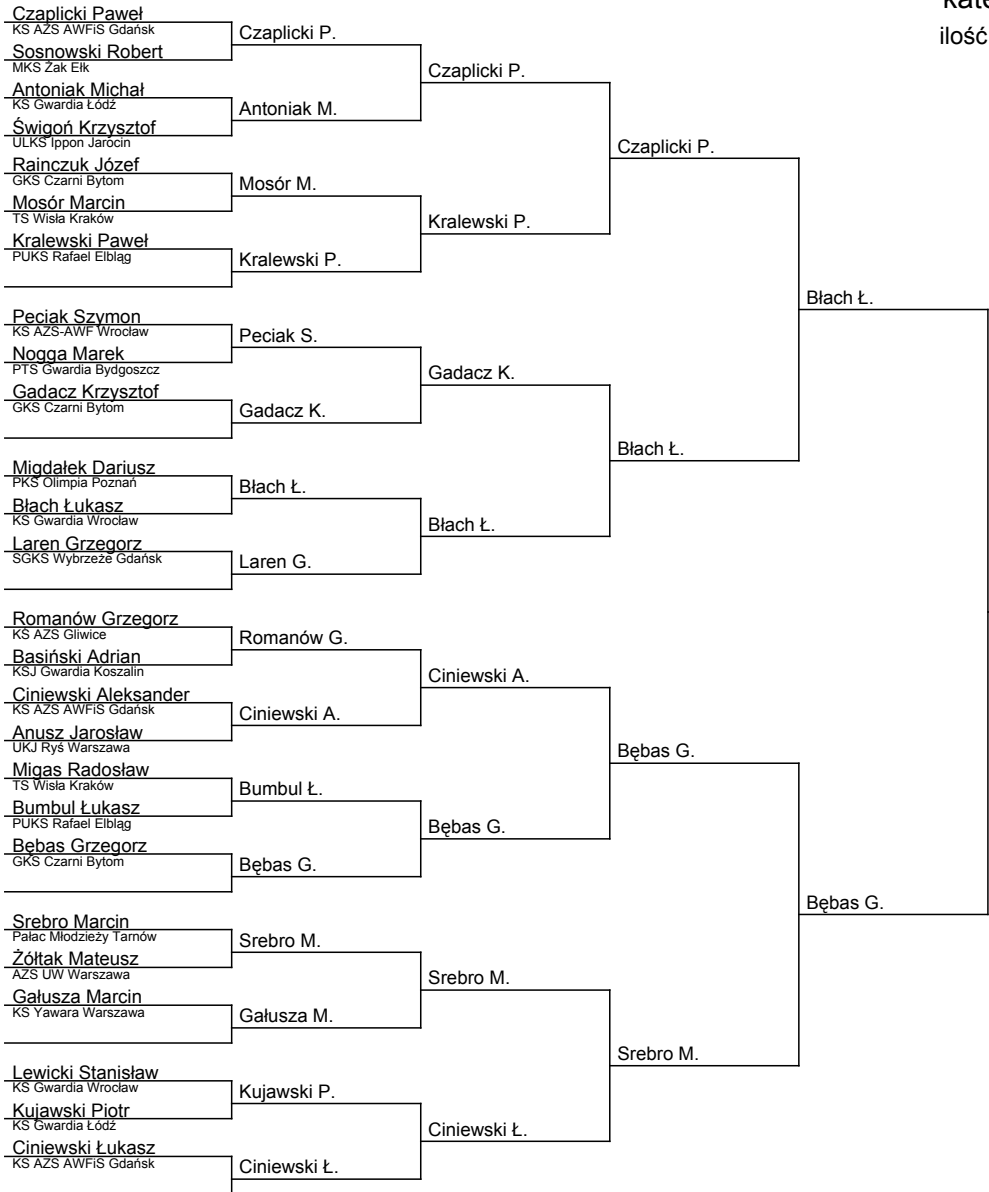 Czaplicki Paweł
KS AZS AWFiS Gdańsk
Sosnowski Robert
MKS Żak Ełk
Antoniak Michał
KS Gwardia Łódź
Świgoń Krzysztof
ULKS Ippon Jarocin
Rainczuk Józef
GKS Czarni Bytom
Mosór Marcin
TS Wisła Kraków
Kralewski Paweł
PUKS Rafael Elbląg
Peciak Szymon
KS AZS-AWF Wrocław
Nogga Marek
PTS Gwardia Bydgoszcz
Gadacz Krzysztof
GKS Czarni Bytom
Migdałek Dariusz
PKS Olimpia Poznań
Błach Łukasz
KS Gwardia Wrocław
Laren Grzegorz
SGKS Wybrzeże Gdańsk
Romanów Grzegorz
KS AZS Gliwice
Basiński Adrian
KSJ Gwardia Koszalin
Ciniewski Aleksander
KS AZS AWFiS Gdańsk
Anusz Jarosław
UKJ Ryś Warszawa
Migas Radosław
TS Wisła Kraków
Bumbul Łukasz
PUKS Rafael Elbląg
Bębas Grzegorz
GKS Czarni Bytom
Srebro Marcin
Pałac Młodzieży Tarnów
Żółtak Mateusz
AZS UW Warszawa
Gałusza Marcin
KS Yawara Warszawa
Lewicki Stanisław
KS Gwardia Wrocław
Kujawski Piotr
KS Gwardia Łódź
Ciniewski Łukasz
KS AZS AWFiS Gdańsk
Czaplicki P.
Antoniak M.
Mosór M.
Kralewski P.
Peciak S.
Gadacz K.
Błach Ł.
Laren G.
Romanów G.
Ciniewski A.
Bumbul Ł.
Bębas G.
Srebro M.
Gałusza M.
Kujawski P.
Ciniewski Ł.
Czaplicki P.
Kralewski P.
Gadacz K.
Błach Ł.
Ciniewski A.
Bębas G.
Srebro M.
Ciniewski Ł.
Czaplicki P.
Błach Ł.
Bębas G.
Srebro M.
Błach Ł.
Bębas G.
ilość